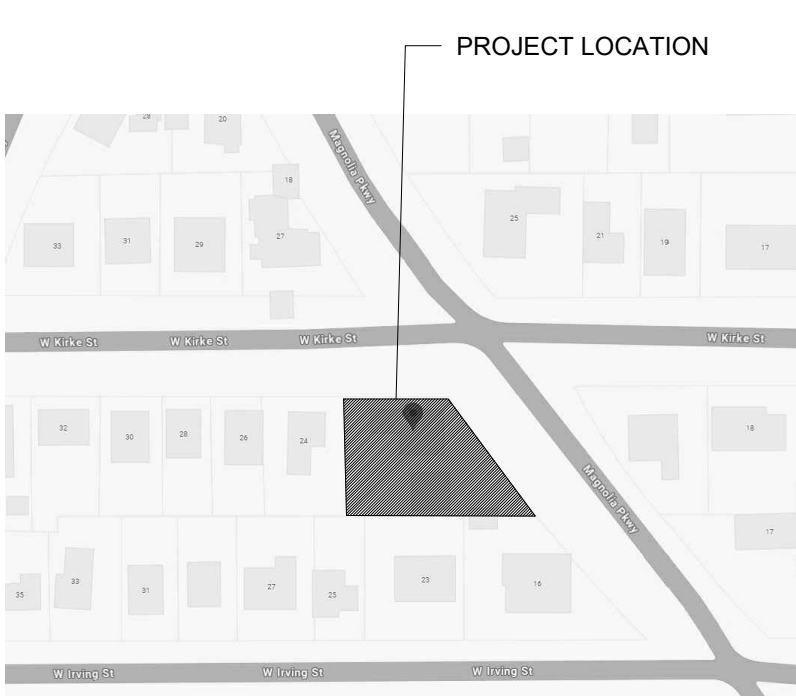 PROJECT LOCATION
28
20
Magnolia Pkwy
18
33
31
29
27
25
21
19
17
W Kirke St
W Kirke St
W Kirke St
W Kirke St
32
30
28
26
24
18
Magnolia Pkwy
17
35
33
31
27
25
23
16
W Irving St
W Irving St
W Irving St